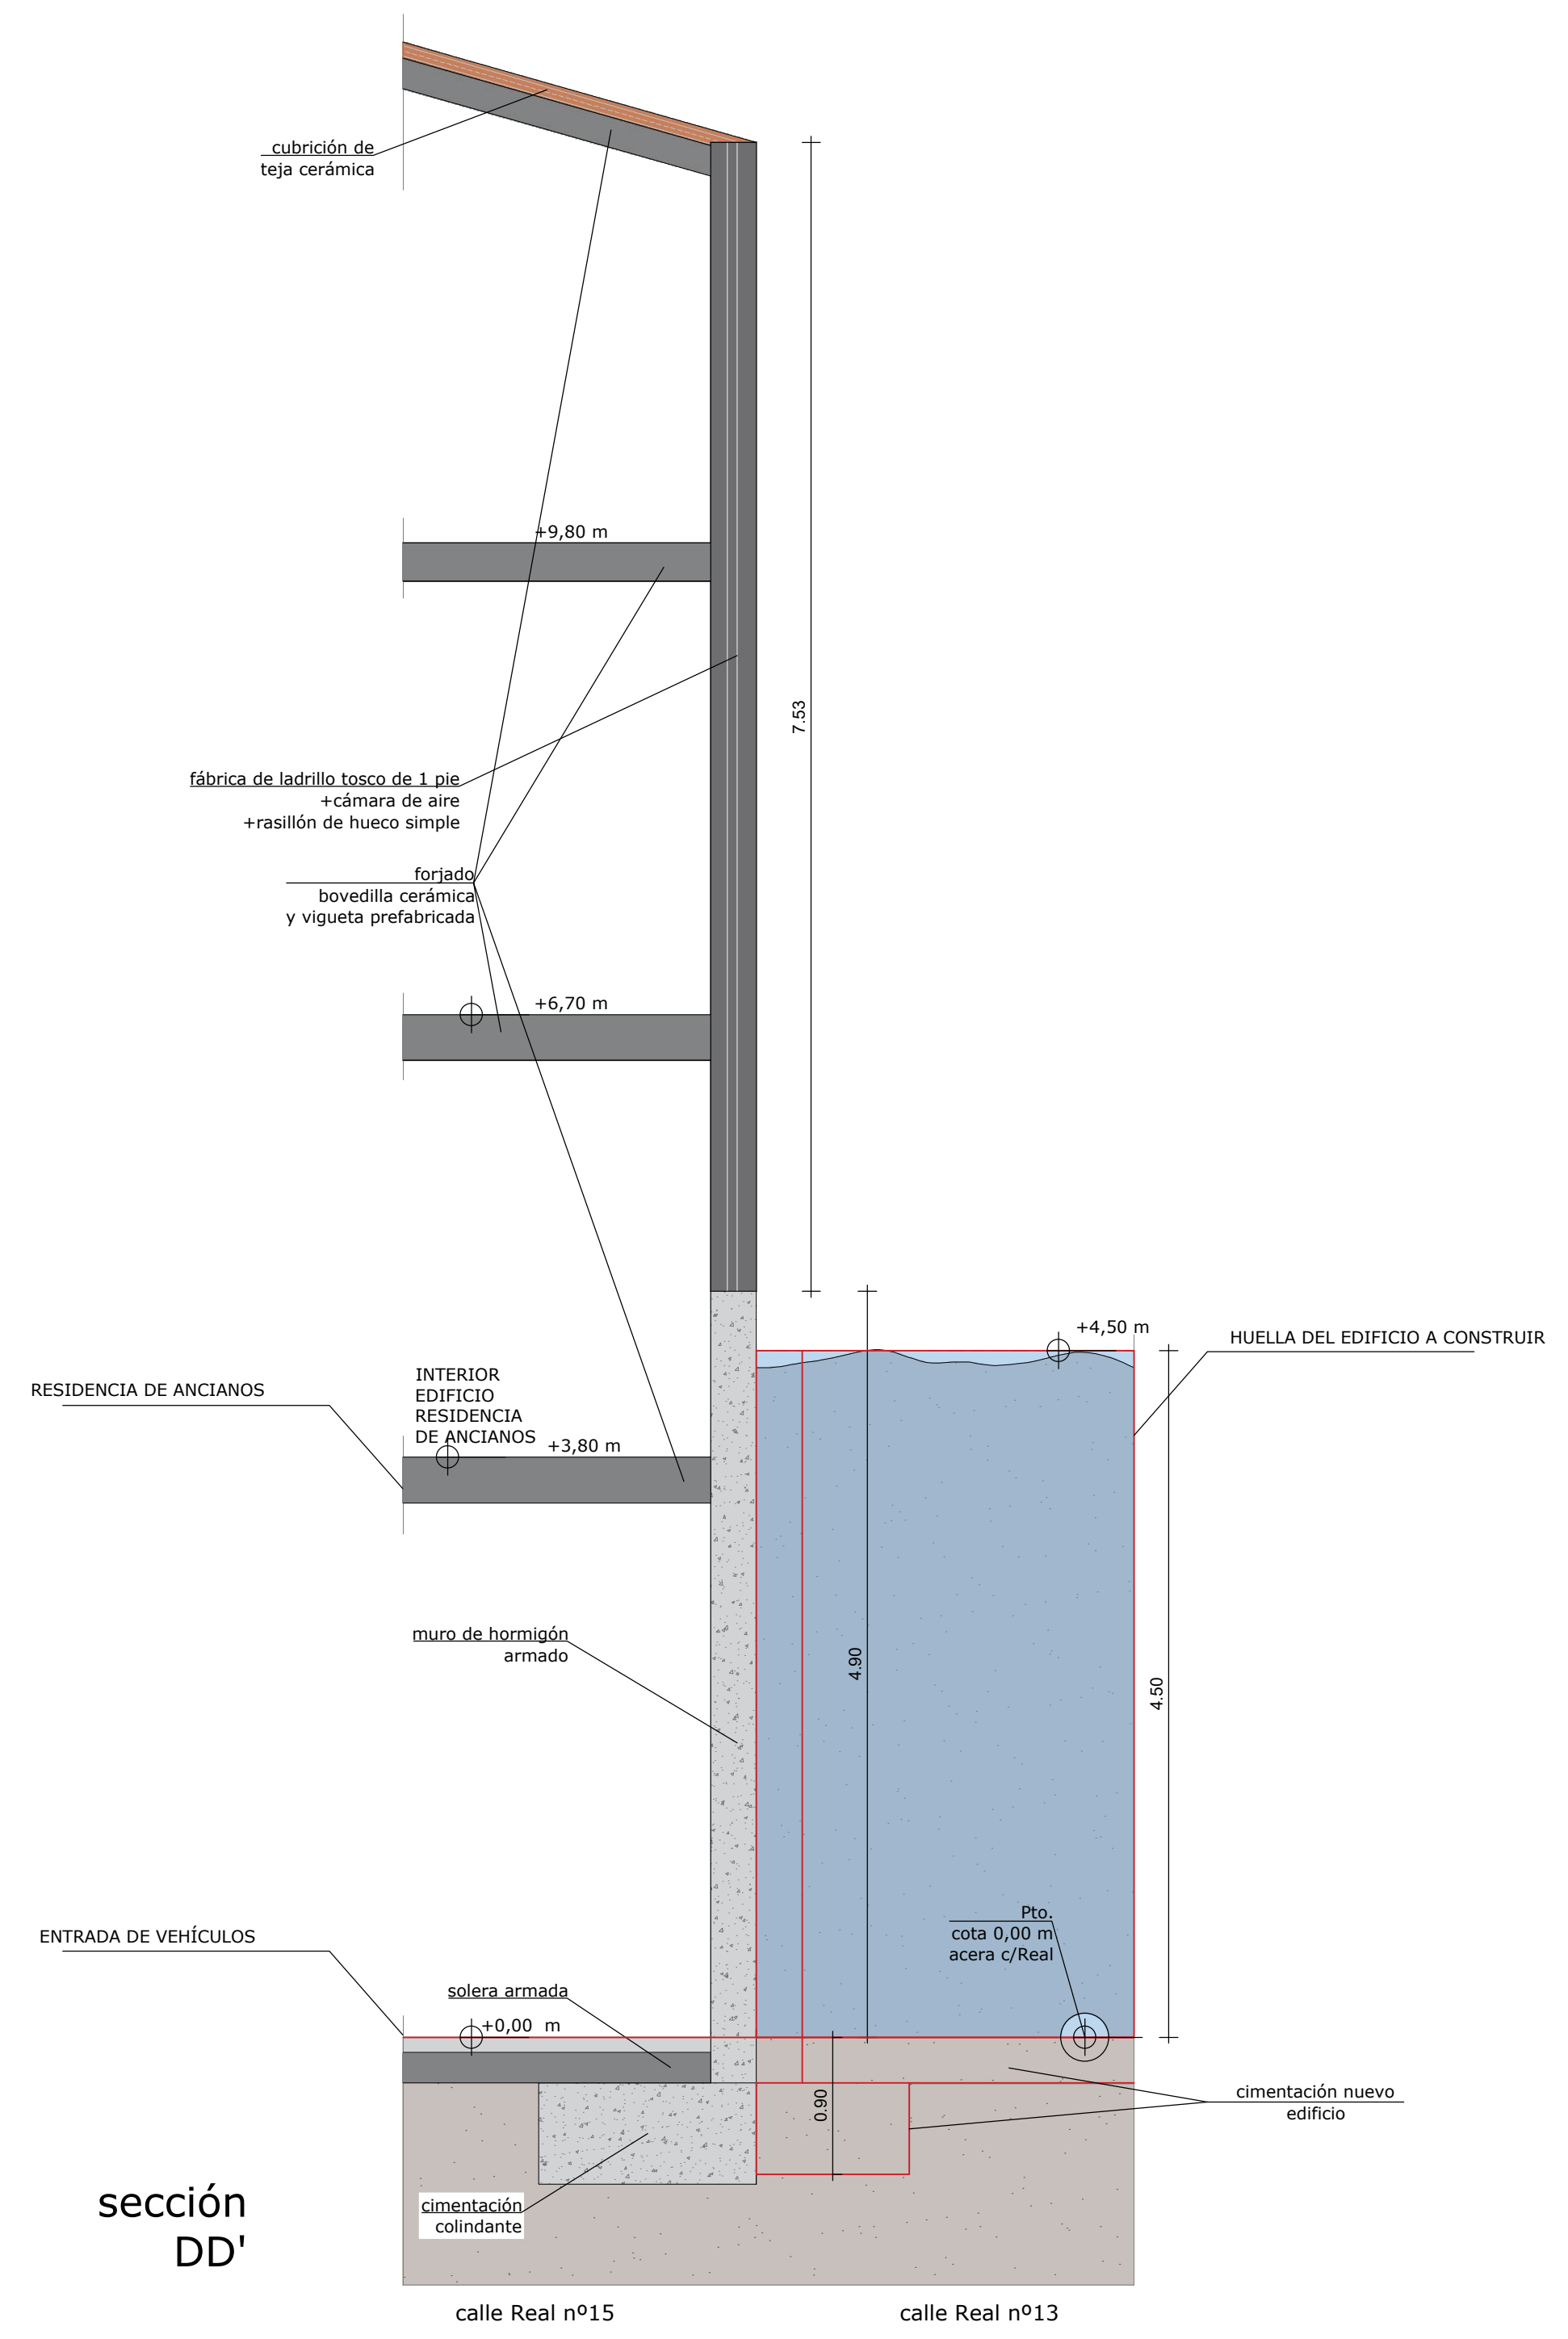 cubrición de
teja cerámica
+9,80 m
7.53
fábrica de ladrillo tosco de 1 pie
+cámara de aire
+rasillón de hueco simple
forjado
bovedilla cerámica
y vigueta prefabricada
+6,70 m
+4,50 m
HUELLA DEL EDIFICIO A CONSTRUIR
RESIDENCIA DE ANCIANOS
INTERIOR
EDIFICIO
RESIDENCIA
DE ANCIANOS
+3,80 m
muro de hormigón
armado
4.90
4.50
Pto.
cota 0,00 m
acera c/Real
ENTRADA DE VEHÍCULOS
solera armada
+0,00 m
0.90
cimentación nuevo
edificio
cimentación
colindante
sección
DD'
calle Real nº15
calle Real nº13